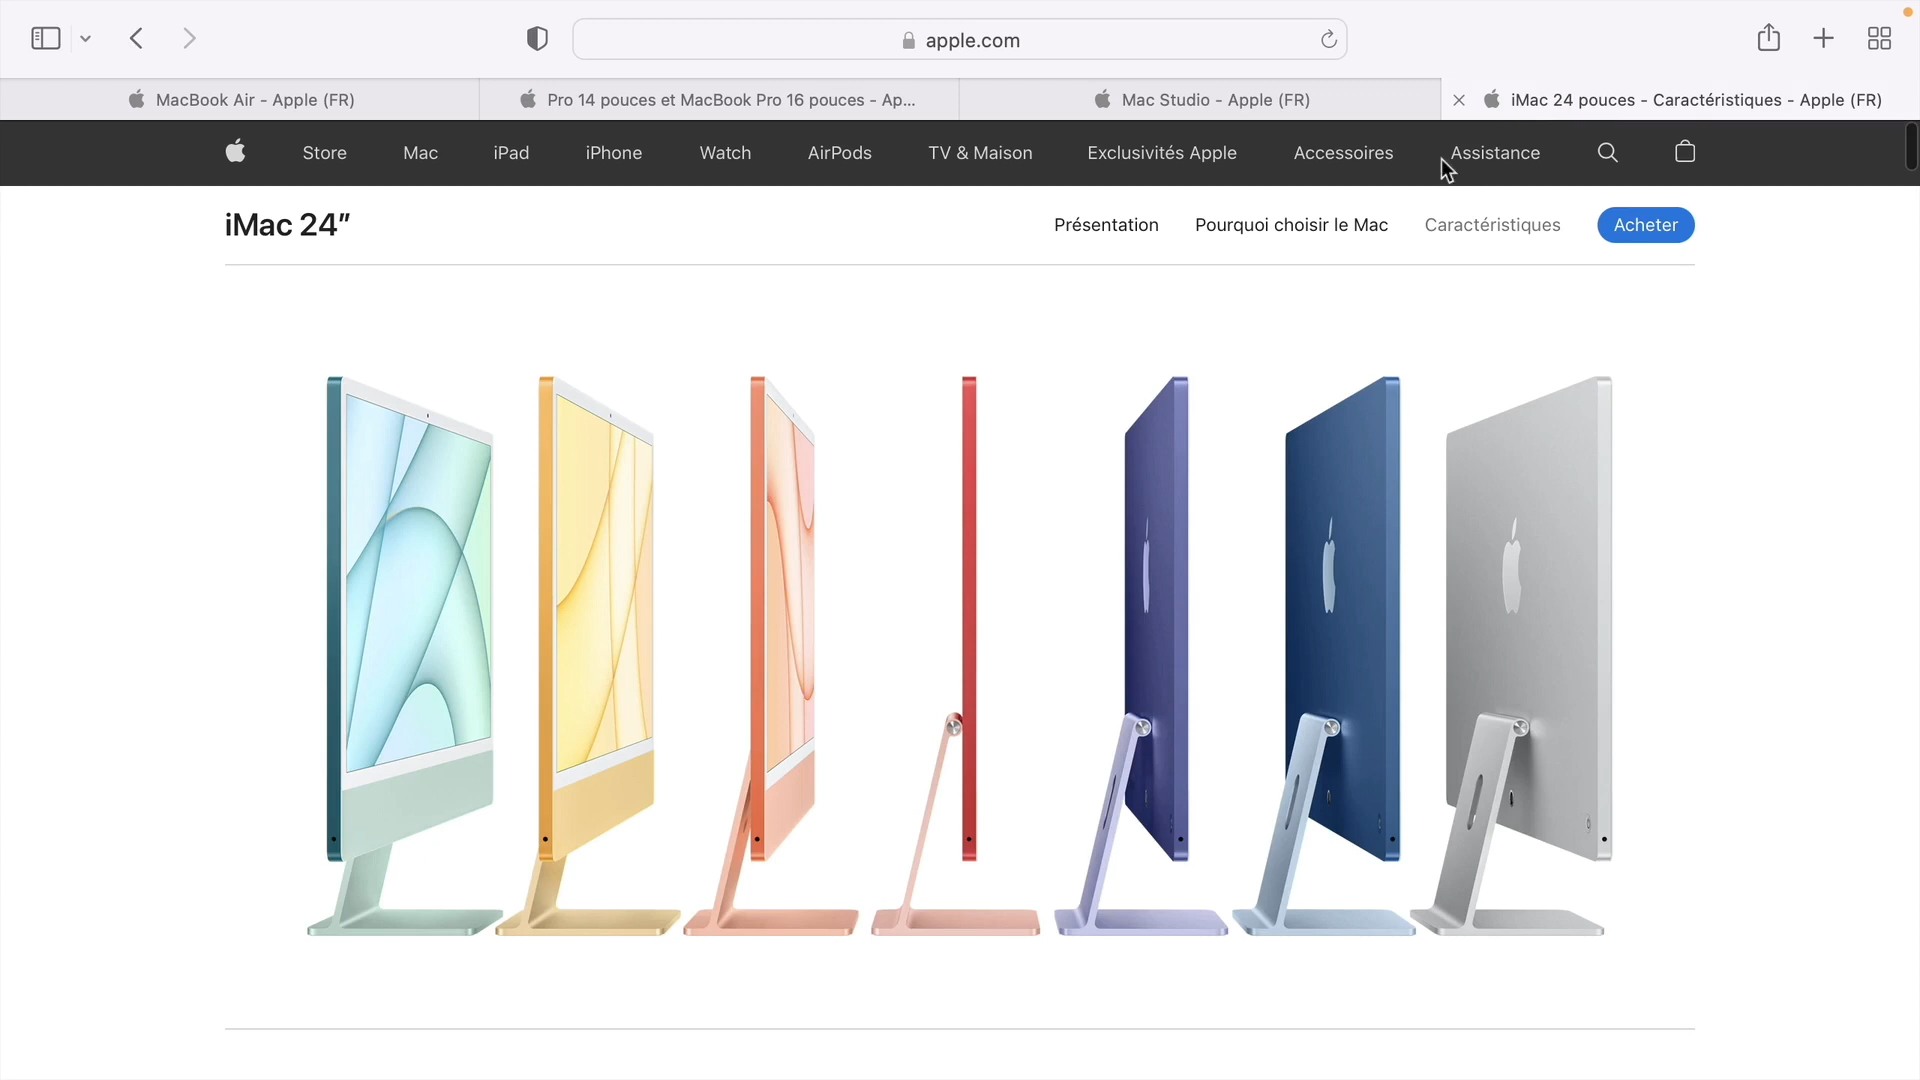 apple.com
MacBook Air - Apple (FR)
Pro 14 pouces et MacBook Pro 16 pouces - Ap...
Mac Studio - Apple (FR)
iMac 24 pouces - Caractéristiques - Apple (FR)
Store Mac iPad iPhone Watch AirPods TV & Maison Exclusivités Apple Accessoires Assistance
iMac 24″
Présentation Pourquoi choisir le Mac Caractéristiques Acheter